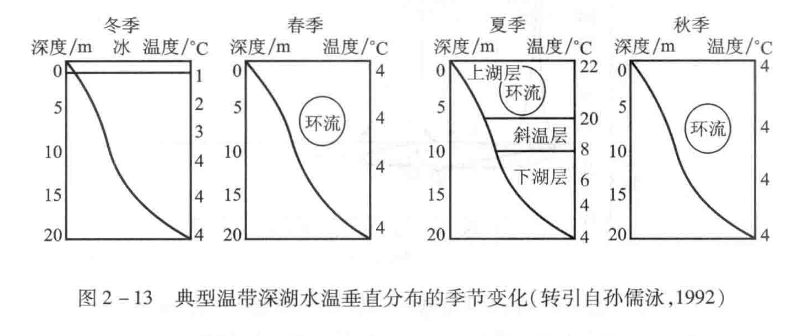 冬季 春季 夏季 秋季
深度/m 冰 温度/°C 深度/m 温度/°C 深度/m 温度/°C 深度/m 温度/°C
0 1 0 4 0 上湖层 22 0 4
环流
5 2 5 环流 4 5 20 5 环流 4
3 斜温层
10 4 10 10 8 10
下湖层
15 4 15 4 15 6 15 4
4
20 4 20 4 20 4 20 4
图 2-13 典型温带深湖水温垂直分布的季节变化(转引自孙儒泳,1992)